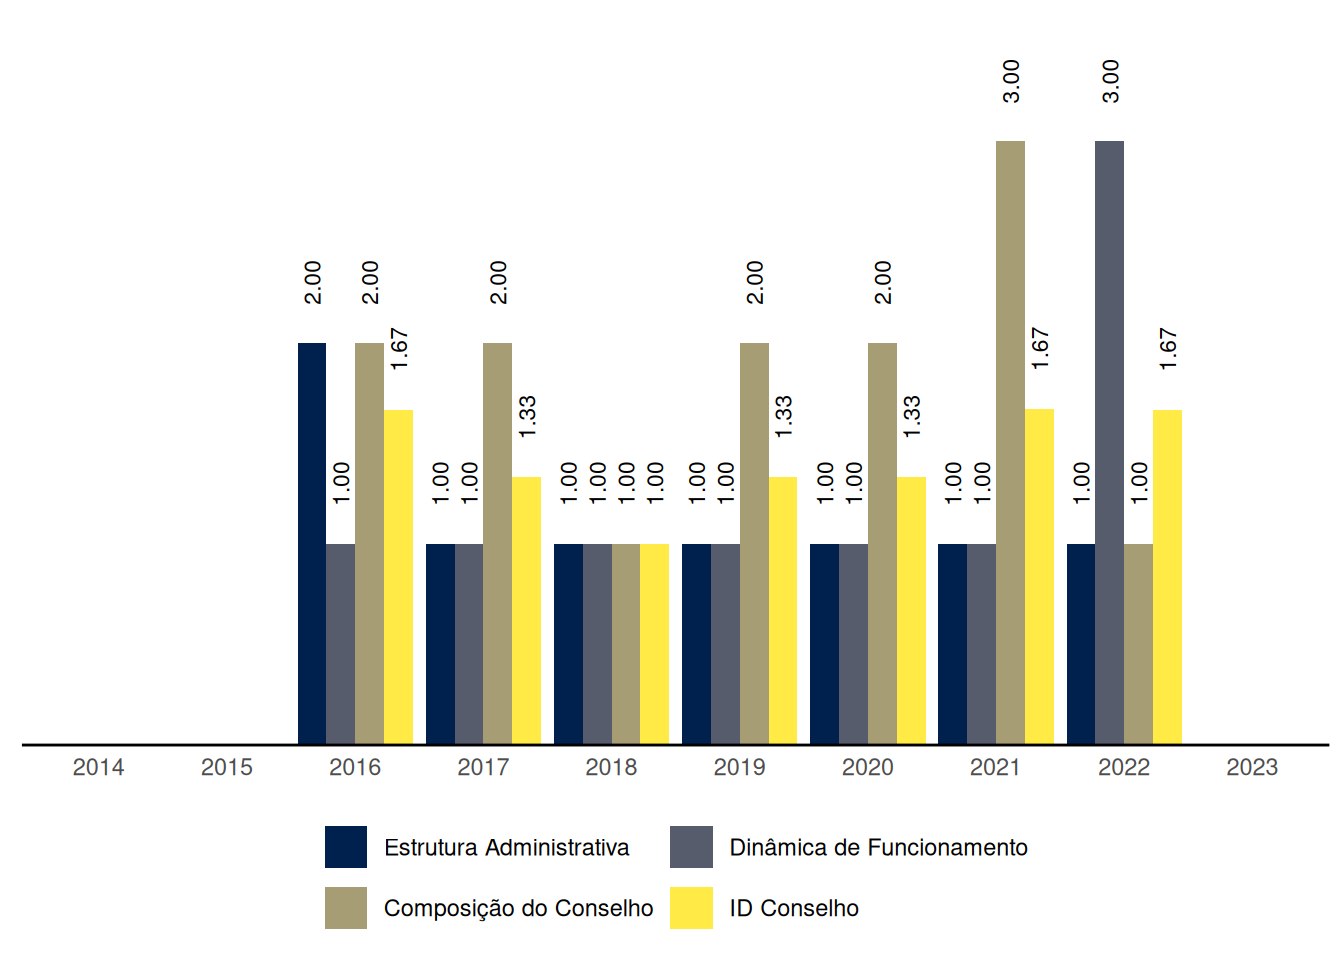 3.00 3.00
2.00 2.00 2.00 2.00 2.00
1.67 1.67 1.67
1.33 1.33 1.33
1.00 1.00 1.00 1.00 1.00 1.00 1.00 1.00 1.00 1.00 1.00 1.00 1.00 1.00 1.00
2014 2015 2016 2017 2018 2019 2020 2021 2022 2023
Estrutura Administrativa Dinâmica de Funcionamento
Composição do Conselho ID Conselho